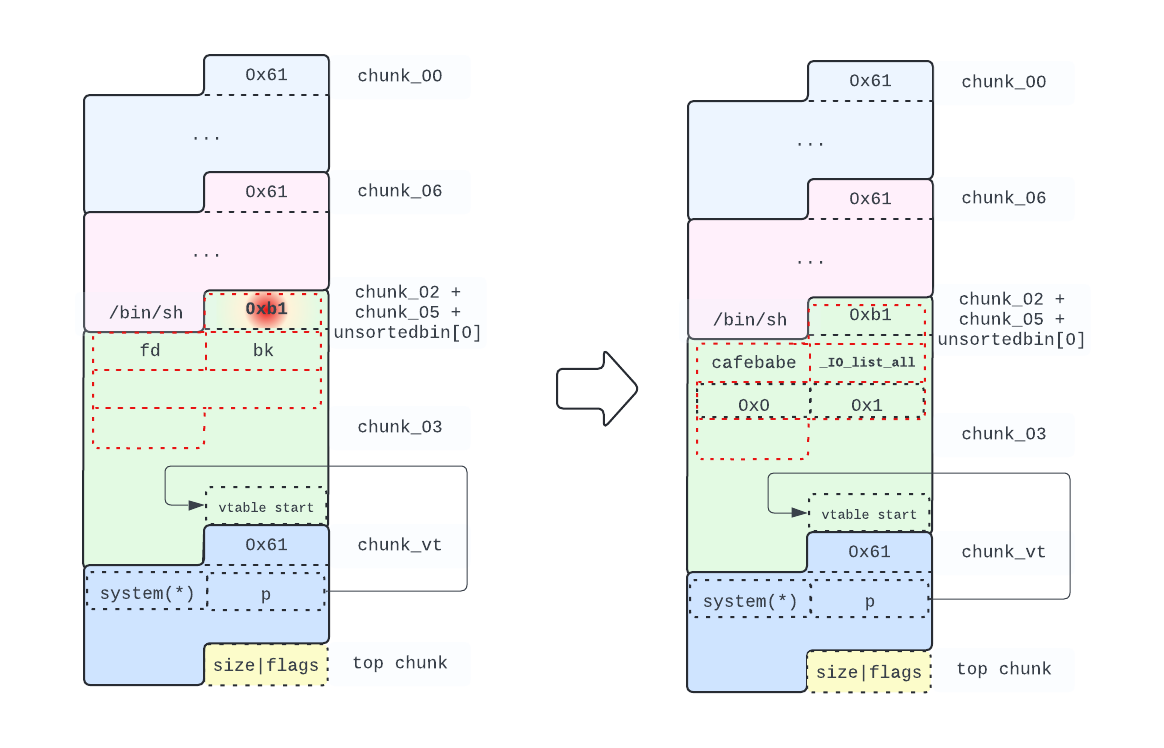 0x61
chunk_00
...
0x61
chunk_06
...
/bin/sh
0xb1
chunk_02 +
chunk_05 +
unsortedbin[0]
fd
bk
chunk_03
vtable start
0x61
chunk_vt
system(*)
p
size|flags
top chunk
0x61
chunk_00
...
0x61
chunk_06
...
/bin/sh
0xb1
chunk_02 +
chunk_05 +
unsortedbin[0]
cafebabe
_IO_list_all
0x0
0x1
chunk_03
vtable start
0x61
chunk_vt
system(*)
p
size|flags
top chunk